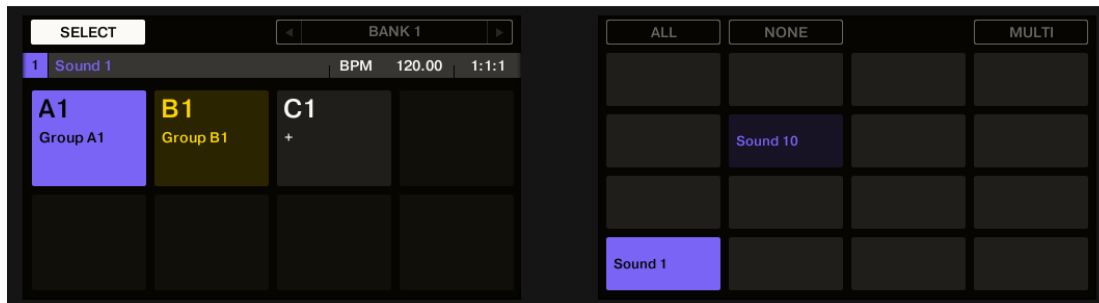 SELECT
BANK 1
1 Sound 1 BPM 120.00 1:1:1
A1
Group A1
B1
Group B1
C1
+
ALL NONE MULTI
Sound 10
Sound 1